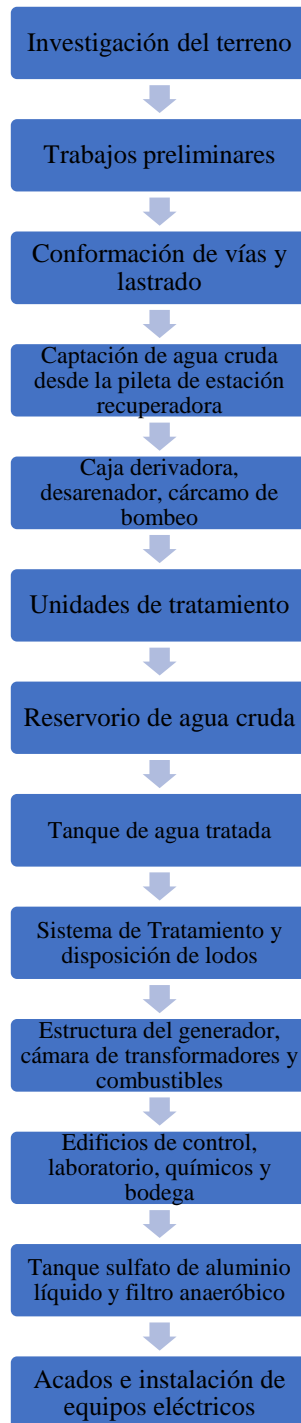 Investigación del terreno
Trabajos preliminares
Conformación de vías y
lastrado
Captación de agua cruda
desde la pileta de estación
recuperadora
Caja derivadora,
desarenador, cárcamo de
bombeo
Unidades de tratamiento
Reservorio de agua cruda
Tanque de agua tratada
Sistema de Tratamiento y
disposición de lodos
Estructura del generador,
cámara de transformadores y
combustibles
Edificios de control,
laboratorio, químicos y
bodega
Tanque sulfato de aluminio
líquido y filtro anaeróbico
Acados e instalación de
equipos eléctricos